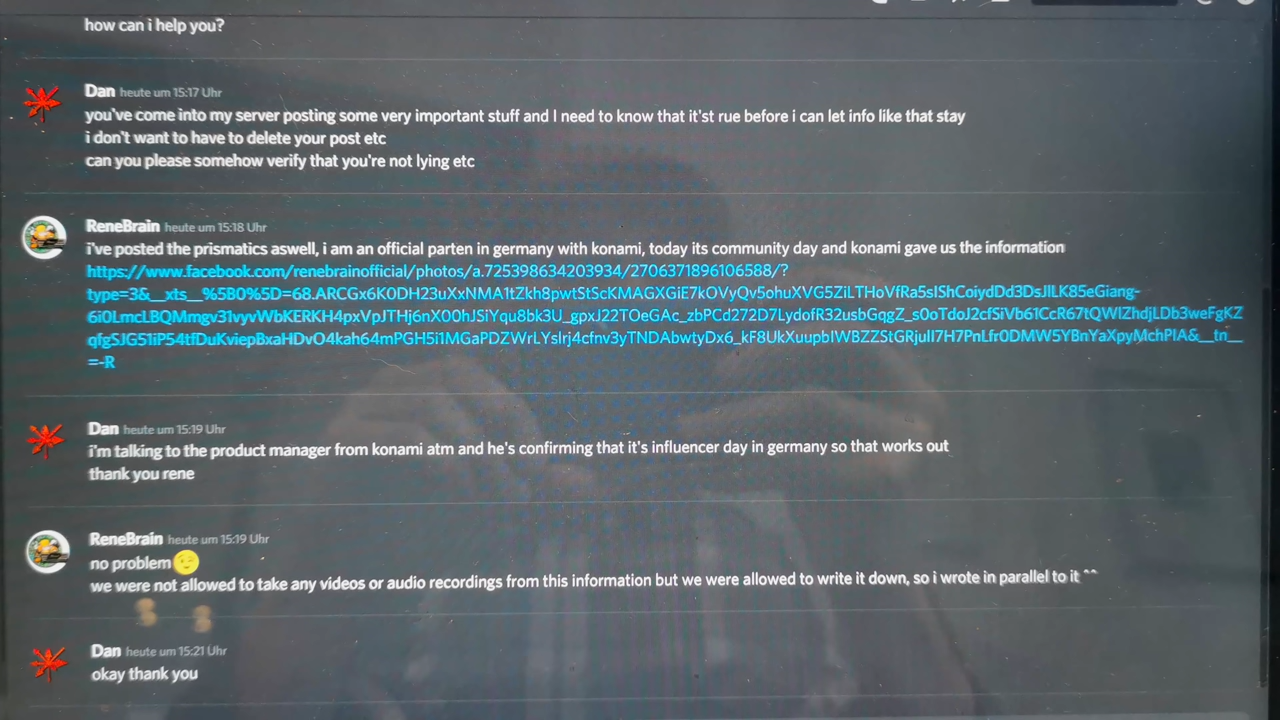 how can i help you?
Dan heute um 15:17 Uhr
you've come into my server posting some very important stuff and I need to know that it'st rue before i can let info like that stay
i don't want to have to delete your post etc
can you please somehow verify that you're not lying etc
ReneBrain heute um 15:18 Uhr
i've posted the prismatics aswell, i am an official parten in germany with konami, today its community day and konami gave us the information
https://www.facebook.com/renebrainofficial/photos/a.725398634203934/2706371896106588/?
type=3&__xts__%5B0%5D=68.ARCGx6K0DH23uXxNMA1tZkh8pwtStScKMAGXGiE7kOVyQv5ohuXVG5ZiLTHoVfRa5sIShCoiydDd3DsJlLK85eGiang-
6i0LmcLBQMmgv31vyvWbKERKH4pxVpJTHj6nX00hJSiYqu8bk3U_gpxJ22TOeGAc_zbPCd272D7LydofR32usbGqgZ_s0oTdoJ2cfSiVb61CcR67tQWIZhdjLDb3weFgKZ
qfgSJG51iP54tfDuKviepBxaHDvO4kah64mPGH5i1MGaPDZWrLYsIrj4cfnv3yTNDAbwtyDx6_kF8UkXuupbIWBZZStGRjulI7H7PnLfr0DMW5YBnYaXpyMchPIA&__tn__
=-R
Dan heute um 15:19 Uhr
i'm talking to the product manager from konami atm and he's confirming that it's influencer day in germany so that works out
thank you rene
ReneBrain heute um 15:19 Uhr
no problem
we were not allowed to take any videos or audio recordings from this information but we were allowed to write it down, so i wrote in parallel to it ^^
Dan heute um 15:21 Uhr
okay thank you